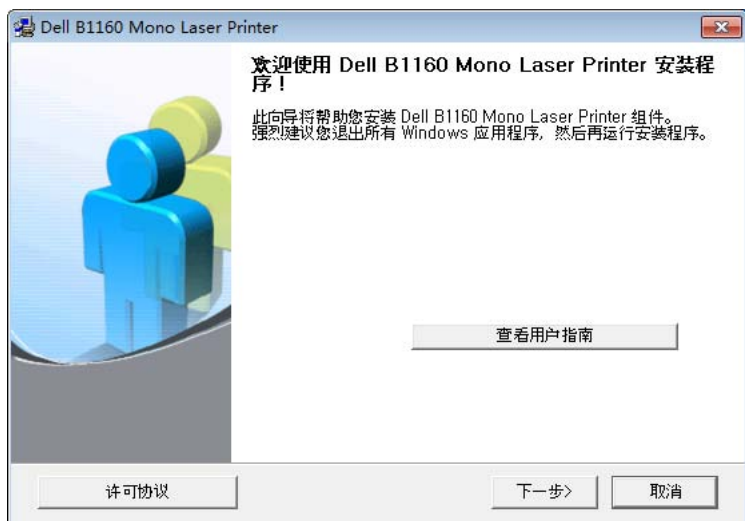 Dell B1160 Mono Laser Printer
欢迎使用 Dell B1160 Mono Laser Printer 安装程
序！
此向导将帮助您安装 Dell B1160 Mono Laser Printer 组件。
强烈建议您退出所有 Windows 应用程序，然后再运行安装程序。
查看用户指南
许可协议
下一步>
取消